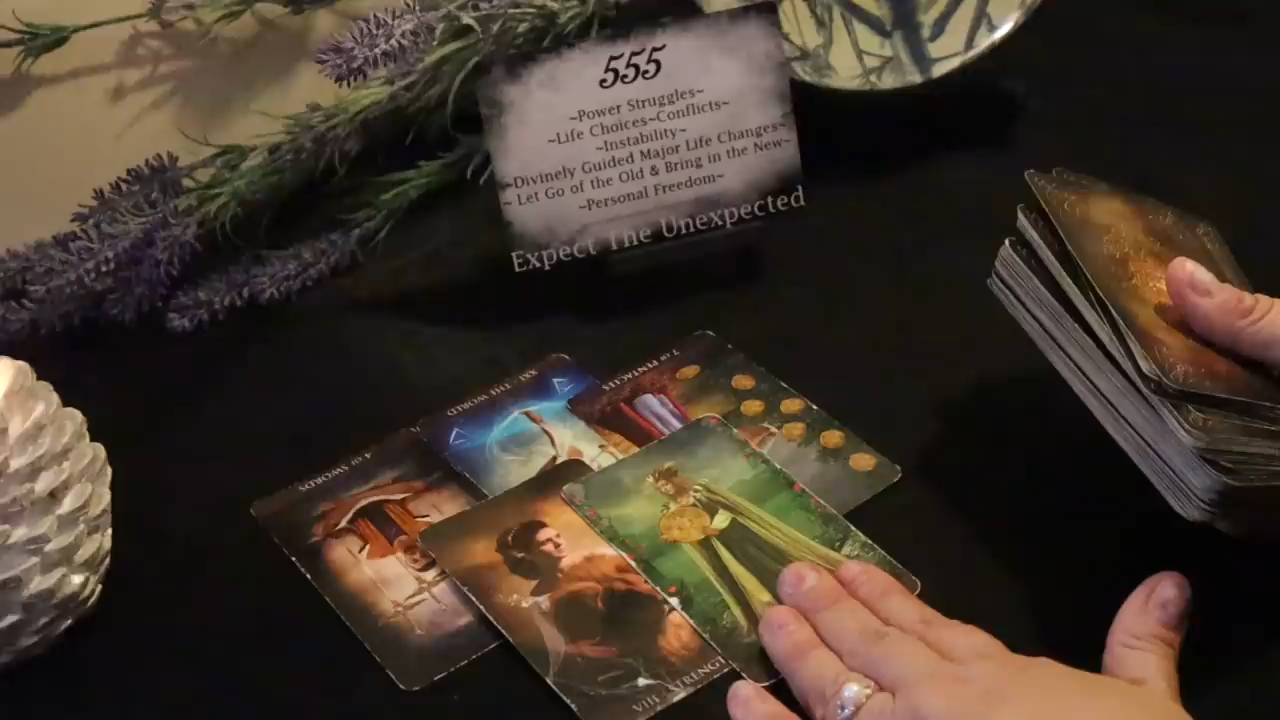 555
~Power Struggles~
~Life Choices~Conflicts~
~Instability~
~Divinely Guided Major Life Changes~
~ Let Go of the Old & Bring in the New~
~Personal Freedom~
Expect The Unexpected
7 OF PENTACLES
XXI THE WORLD
4 OF SWORDS
VIII STRENGT